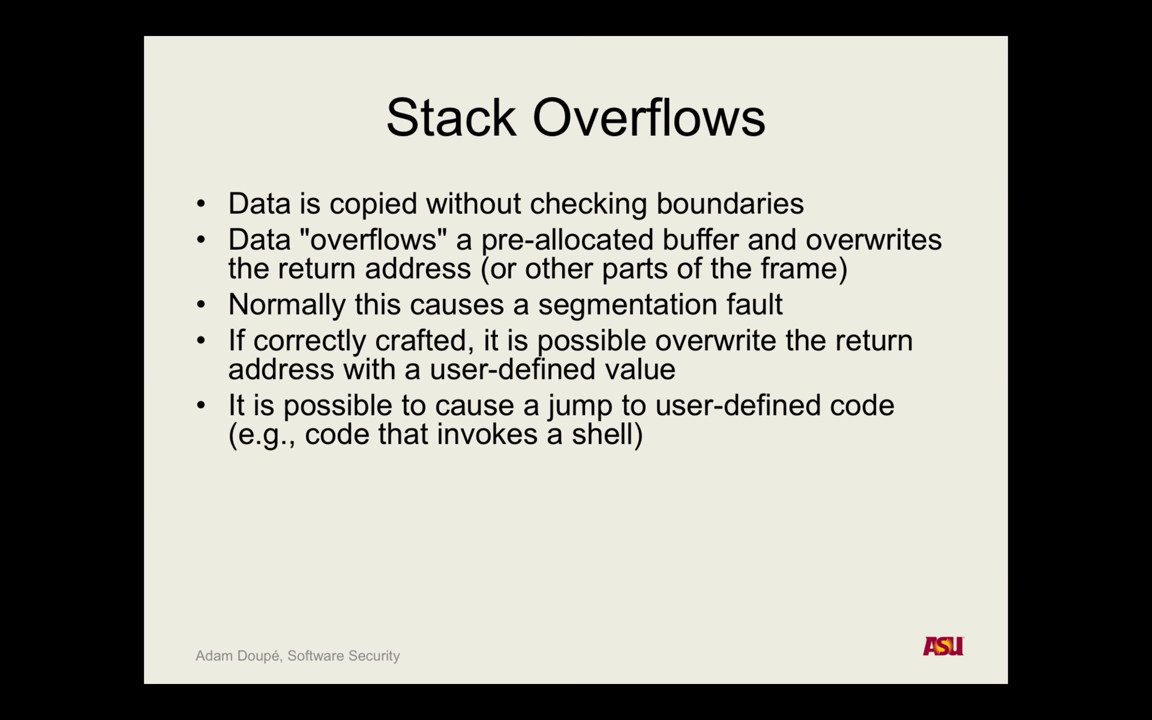 Stack Overflows
• Data is copied without checking boundaries
• Data "overflows" a pre-allocated buffer and overwrites
the return address (or other parts of the frame)
• Normally this causes a segmentation fault
• If correctly crafted, it is possible overwrite the return
address with a user-defined value
• It is possible to cause a jump to user-defined code
(e.g., code that invokes a shell)
Adam Doupé, Software Security
ASU